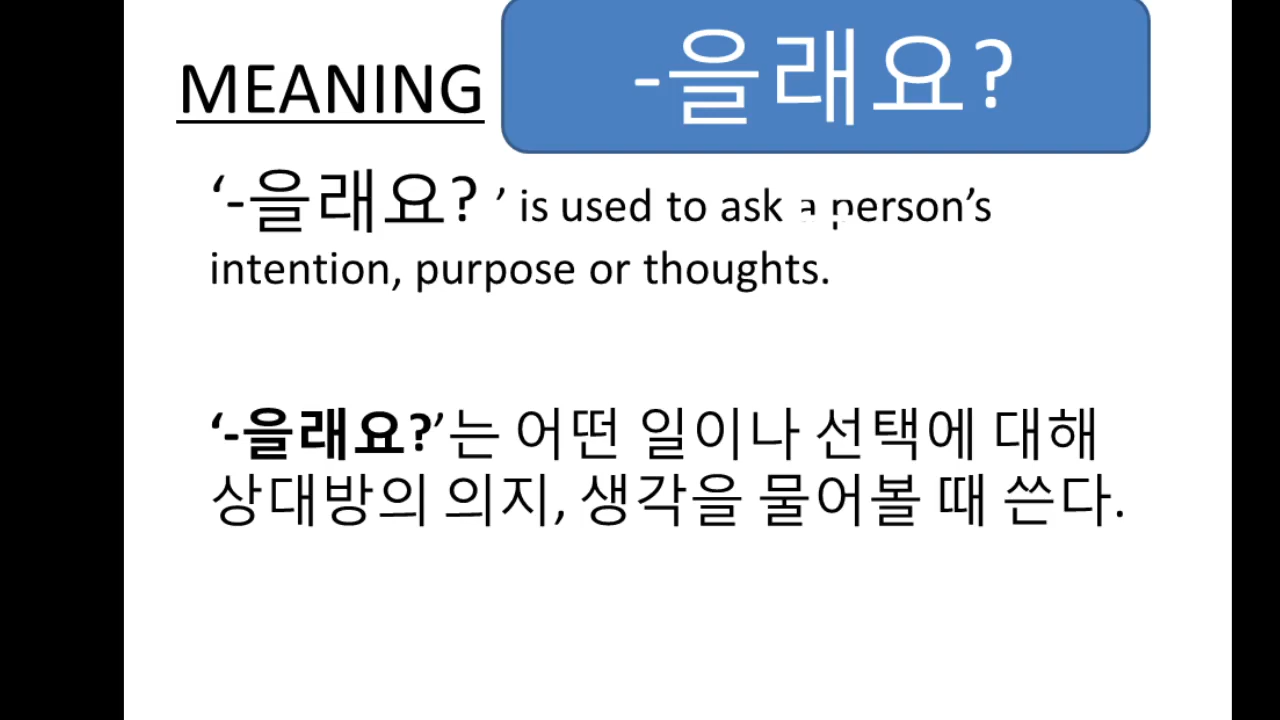 MEANING -을래요?
‘-을래요? ’ is used to ask a person’s
intention, purpose or thoughts.
‘-을래요?’는 어떤 일이나 선택에 대해
상대방의 의지, 생각을 물어볼 때 쓴다.